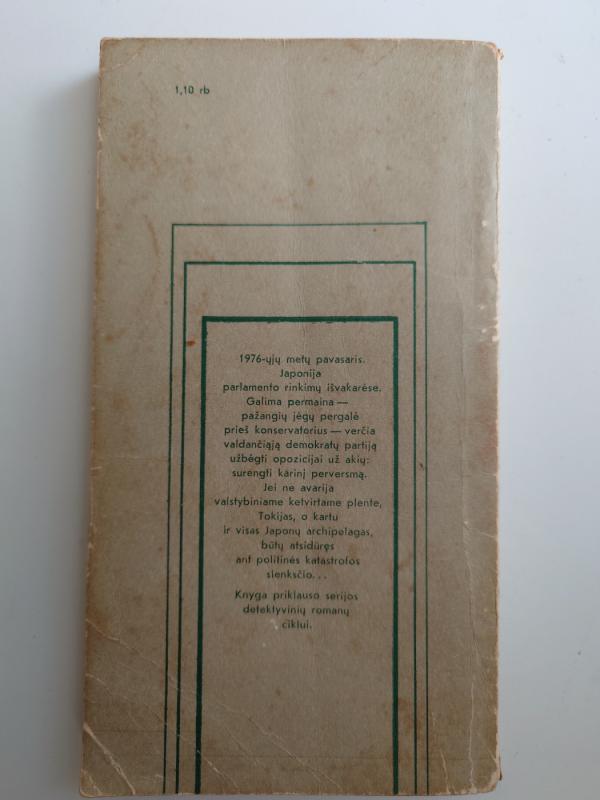 1,10 rb
1976-ųjų metų pavasaris.
Japonija
parlamento rinkimų išvakarėse.
Galima permaina —
pažangių jėgų pergalė
prieš konservatorius — verčia
valdančiąją demokratų partiją
užbėgti opozicijai už akių:
surengti karinį perversmą.
Jei ne avarija
valstybiniame ketvirtame plente,
Tokijas, o kartu
ir visas Japonų archipelagas,
būtų atsidūręs
ant politinės katastrofos
slenksčio...
Knyga priklauso serijos
detektyvinių romanų
ciklui.